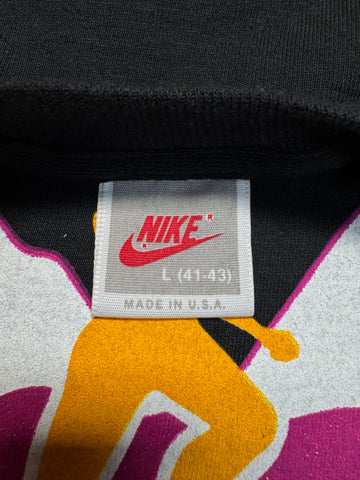 NIKE®
®
L (41-43)
MADE IN U.S.A.